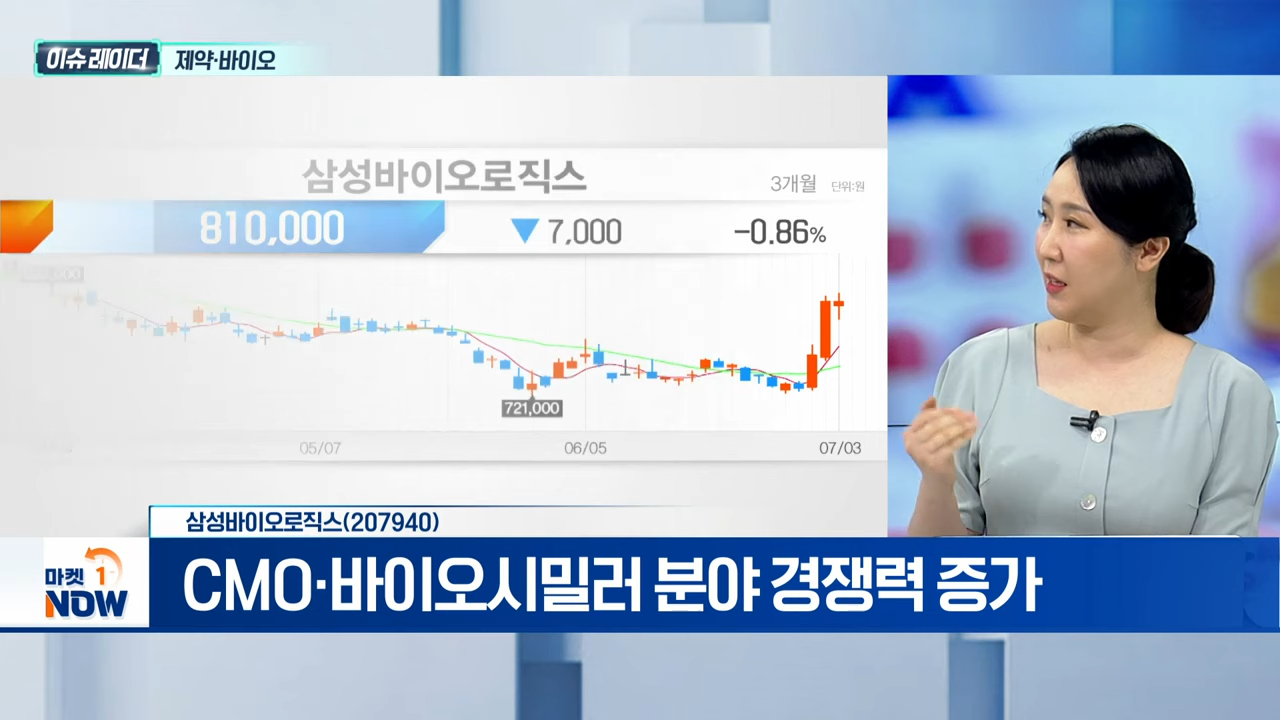 이슈 레이더 제약·바이오
삼성바이오로직스
3개월 단위:원
810,000 ▼ 7,000 -0.86%
721,000
05/07 06/05 07/03
삼성바이오로직스(207940)
마켓 1
NOW
CMO·바이오시밀러 분야 경쟁력 증가